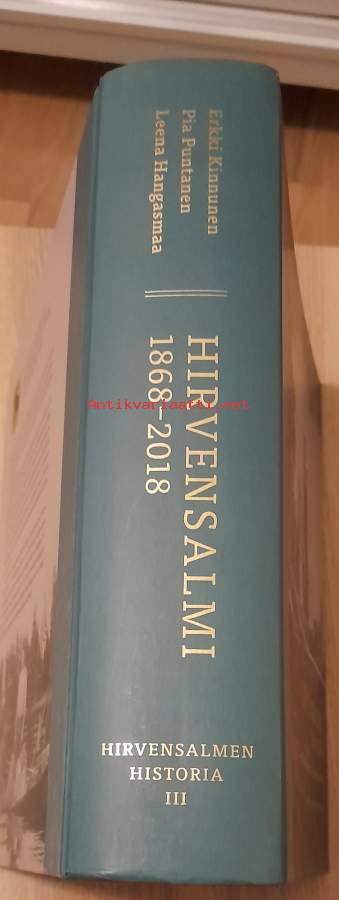 Erkki Kinnunen
Pia Puntanen
Leena Hangasmaa
HIRVENSALMI
1868–2018
Antikvariaatti.net
HIRVENSALMEN
HISTORIA
III